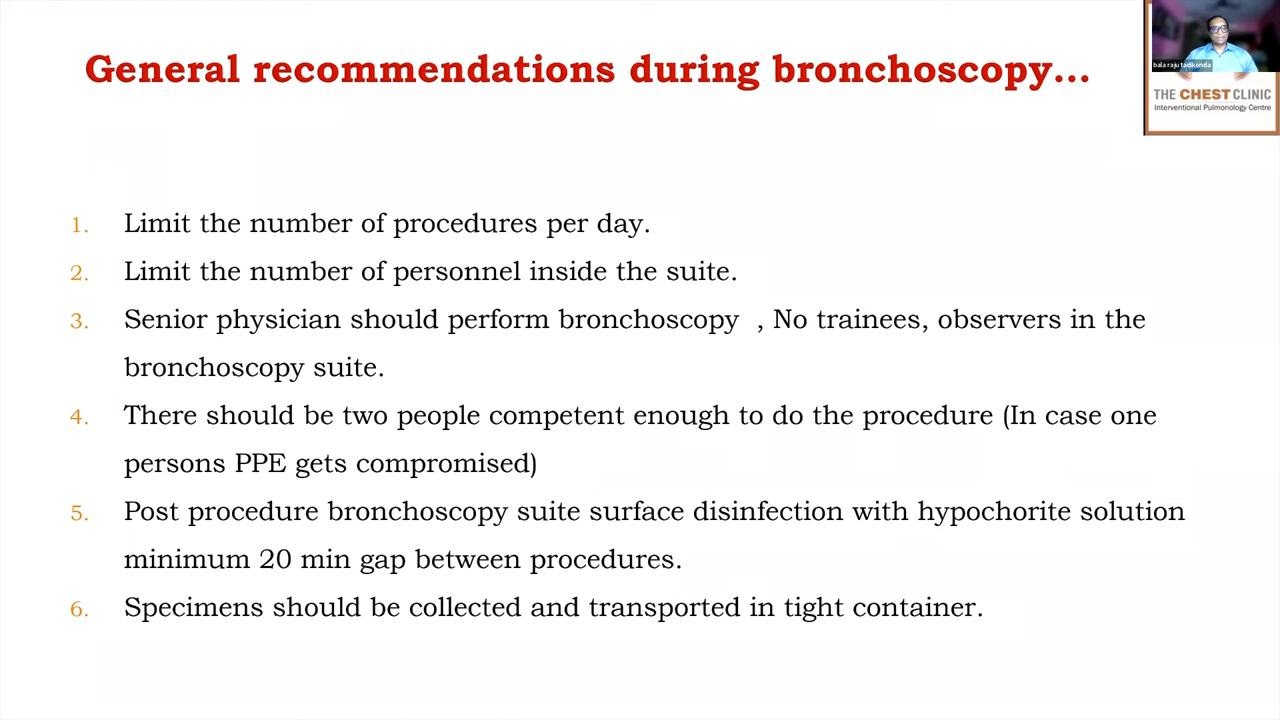 General recommendations during bronchoscopy...
bala raju tadikonda
THE CHEST CLINIC
Interventional Pulmonology Centre
1. Limit the number of procedures per day.
2. Limit the number of personnel inside the suite.
3. Senior physician should perform bronchoscopy , No trainees, observers in the
bronchoscopy suite.
4. There should be two people competent enough to do the procedure (In case one
persons PPE gets compromised)
5. Post procedure bronchoscopy suite surface disinfection with hypochorite solution
minimum 20 min gap between procedures.
6. Specimens should be collected and transported in tight container.